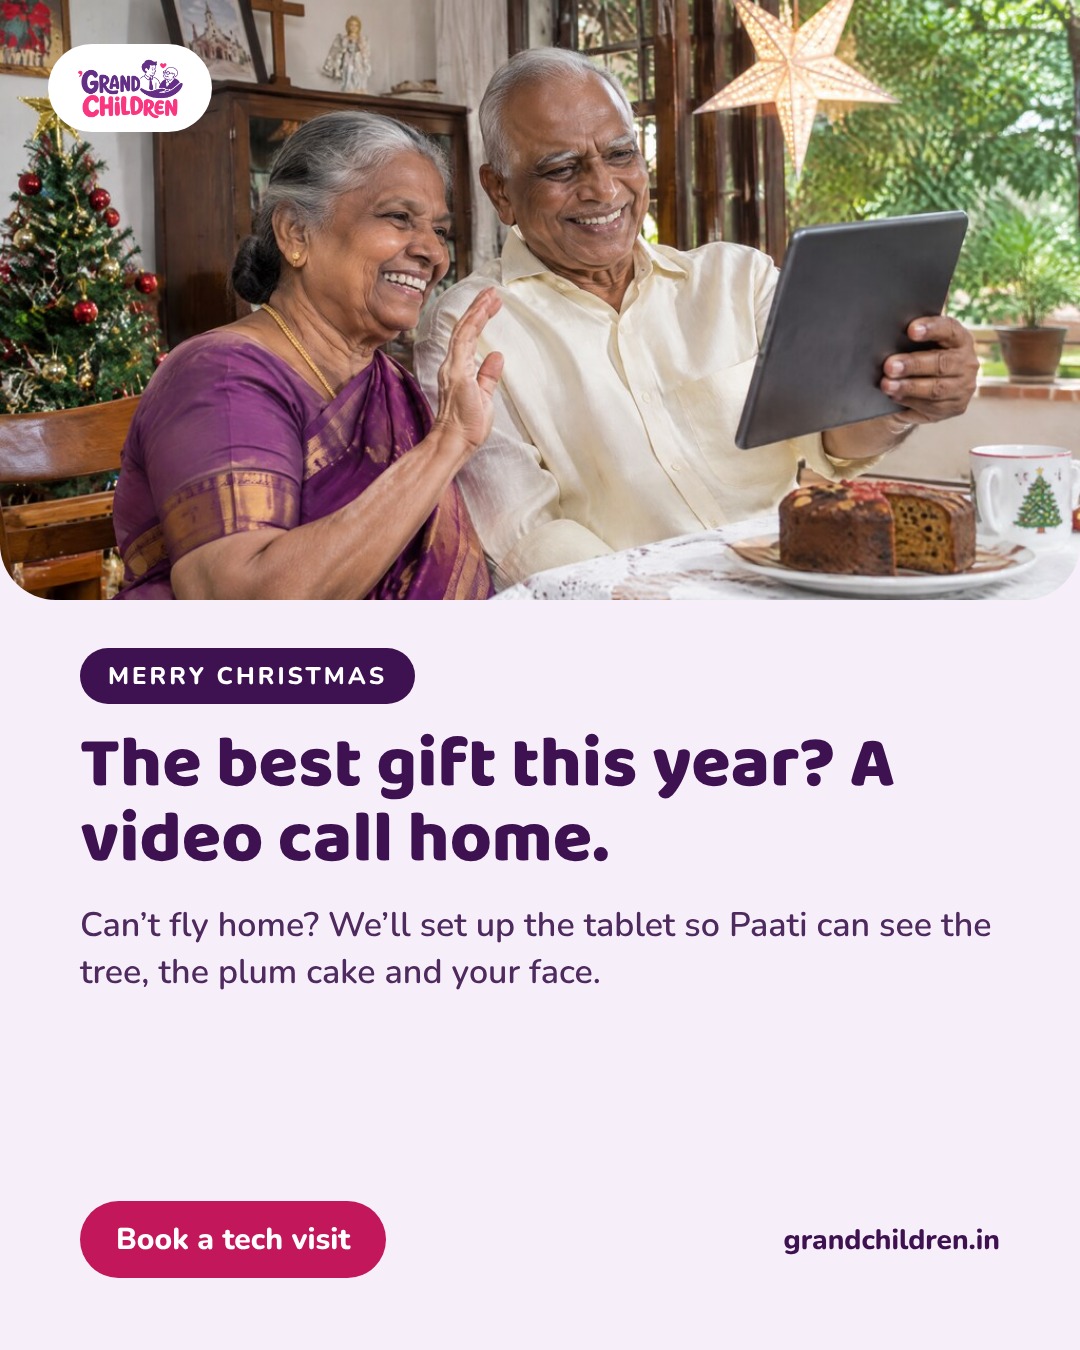 'GRAND
CHILDREN
MERRY CHRISTMAS
The best gift this year? A
video call home.
Can’t fly home? We’ll set up the tablet so Paati can see the
tree, the plum cake and your face.
Book a tech visit
grandchildren.in